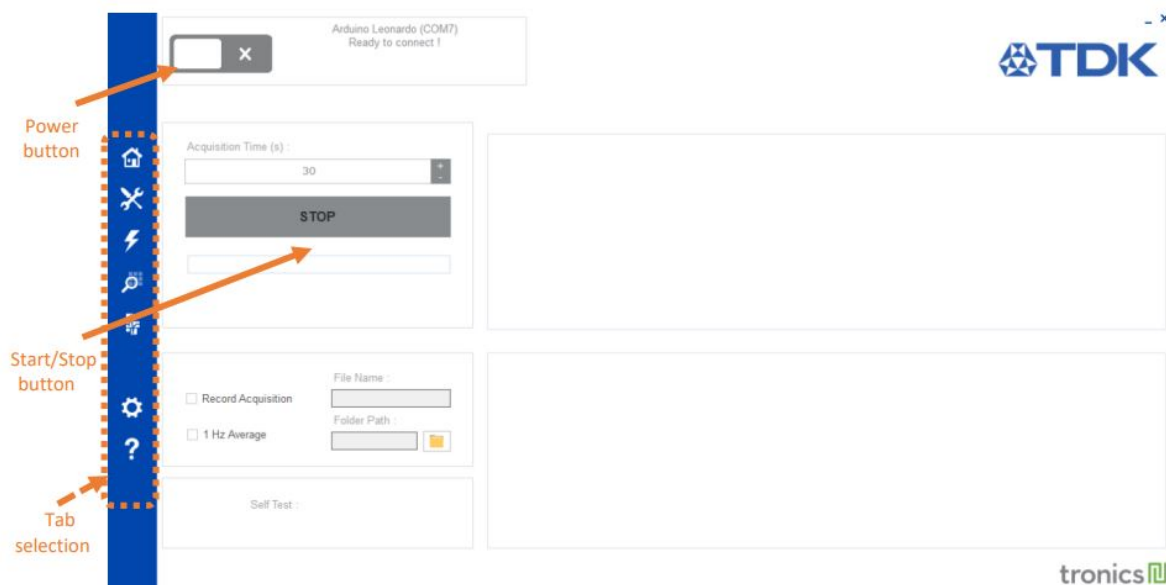 Arduino Leonardo (COM7)
Ready to connect !
TDK
Power
button
Acquisition Time (s) :
30
+
-
STOP
Start/Stop
button
File Name :
Record Acquisition
Folder Path :
1 Hz Average
?
Self Test :
Tab
selection
tronics